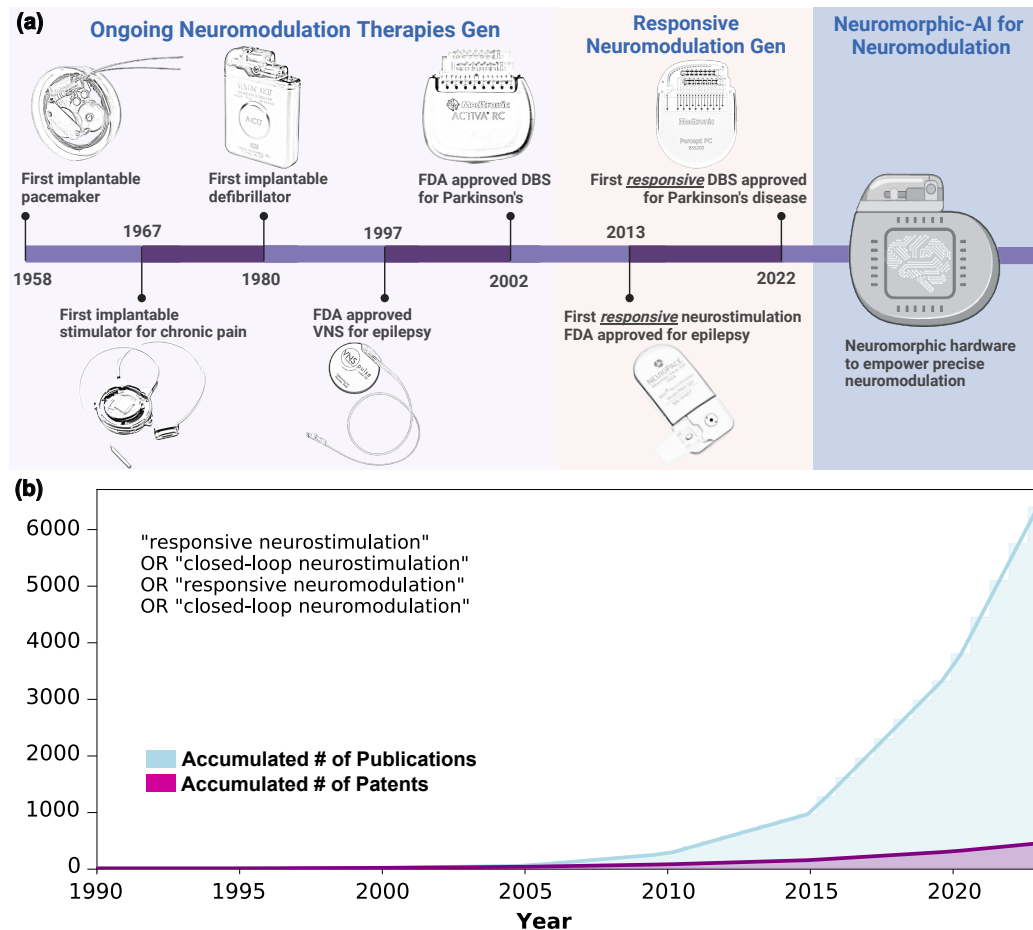 (a)
Ongoing Neuromodulation Therapies Gen
Responsive
Neuromodulation Gen
Neuromorphic-AI for
Neuromodulation
AICD
Medtronic
ACTIVA® RC
Medtronic
Percept PC
First implantable
pacemaker
First implantable
defibrillator
FDA approved DBS
for Parkinson's
First responsive DBS approved
for Parkinson's disease
1967
1997
2013
1958
1980
2002
2022
First implantable
stimulator for chronic pain
FDA approved
VNS for epilepsy
First responsive neurostimulation
FDA approved for epilepsy
Neuromorphic hardware
to empower precise
neuromodulation
VNS pulse
NEUROPACE
(b)
6000
5000
4000
3000
2000
1000
0
"responsive neurostimulation"
OR "closed-loop neurostimulation"
OR "responsive neuromodulation"
OR "closed-loop neuromodulation"
Accumulated # of Publications
Accumulated # of Patents
1990
1995
2000
2005
2010
2015
2020
Year